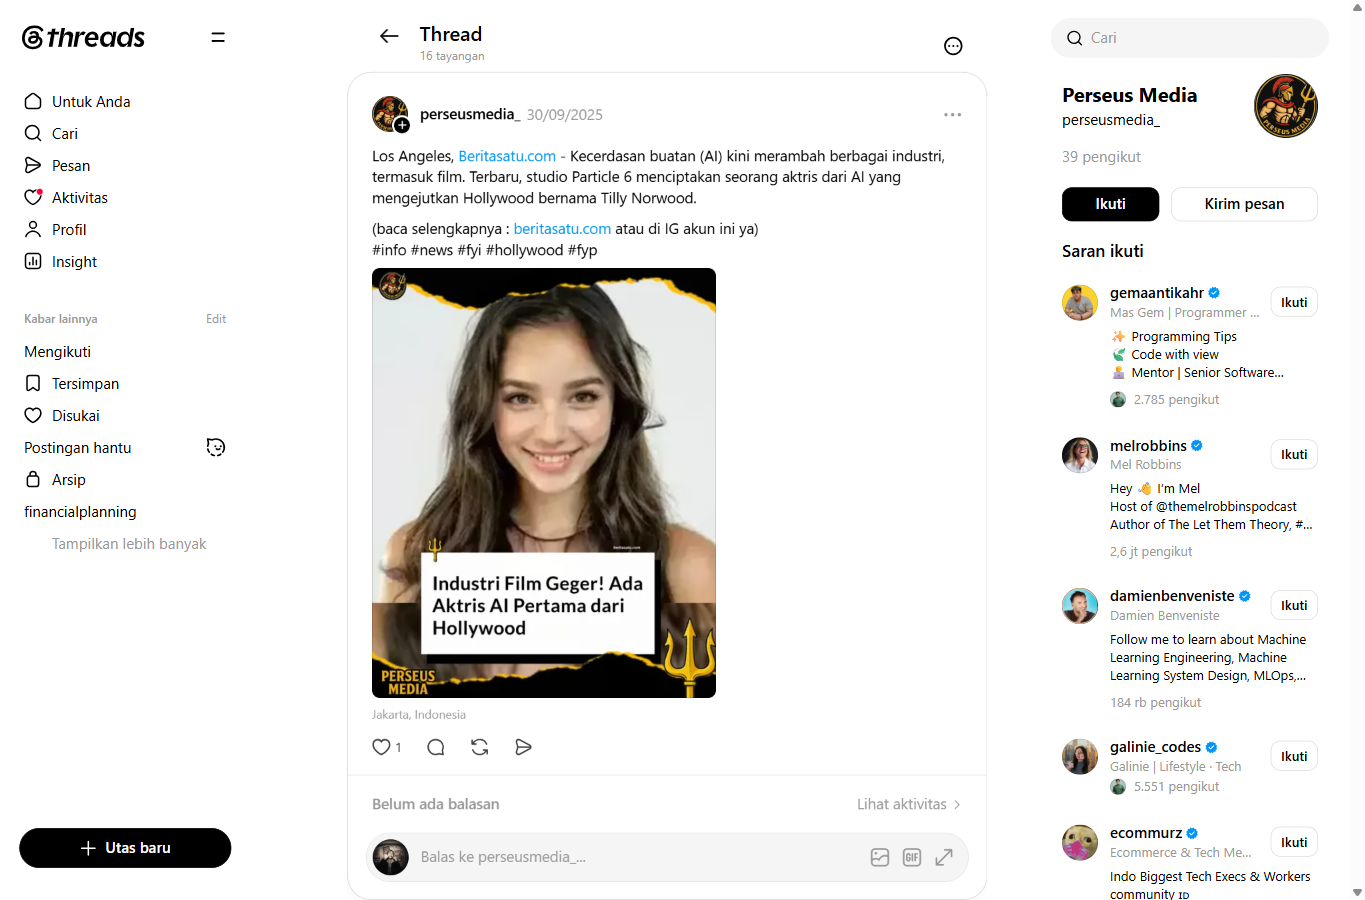 threads
Untuk Anda
Cari
Pesan
Aktivitas
Profil
Insight
Kabar lainnya
Edit
Mengikuti
Tersimpan
Disukai
Postingan hantu
Arsip
financialplanning
Tampilkan lebih banyak
Utas baru
Thread
16 tayangan
perseusmedia_ 30/09/2025
Los Angeles, Beritasatu.com - Kecerdasan buatan (AI) kini merambah berbagai industri,
termasuk film. Terbaru, studio Particle 6 menciptakan seorang aktris dari AI yang
mengejutkan Hollywood bernama Tilly Norwood.
(baca selengkapnya : beritasatu.com atau di IG akun ini ya)
#info #news #fyi #hollywood #fyp
Beritasatu.com
Industri Film Geger! Ada
Aktris AI Pertama dari
Hollywood
PERSEUS
MEDIA
Jakarta, Indonesia
1
Belum ada balasan
Lihat aktivitas
Balas ke perseusmedia_...
GIF
Cari
Perseus Media
perseusmedia_
PERSEUS MEDIA
39 pengikut
Ikuti
Kirim pesan
Saran ikuti
gemaantikahr
Mas Gem | Programmer ...
Ikuti
Programming Tips
Code with view
Mentor | Senior Software...
2.785 pengikut
melrobbins
Mel Robbins
Ikuti
Hey 👋 I'm Mel
Host of @themelrobbinspodcast
Author of The Let Them Theory, #...
2,6 jt pengikut
damienbenveniste
Damien Benveniste
Ikuti
Follow me to learn about Machine
Learning Engineering, Machine
Learning System Design, MLOps,...
184 rb pengikut
galinie_codes
Galinie | Lifestyle · Tech
Ikuti
5.551 pengikut
ecommurz
Ecommerce & Tech Me...
Ikuti
Indo Biggest Tech Execs & Workers
community ID